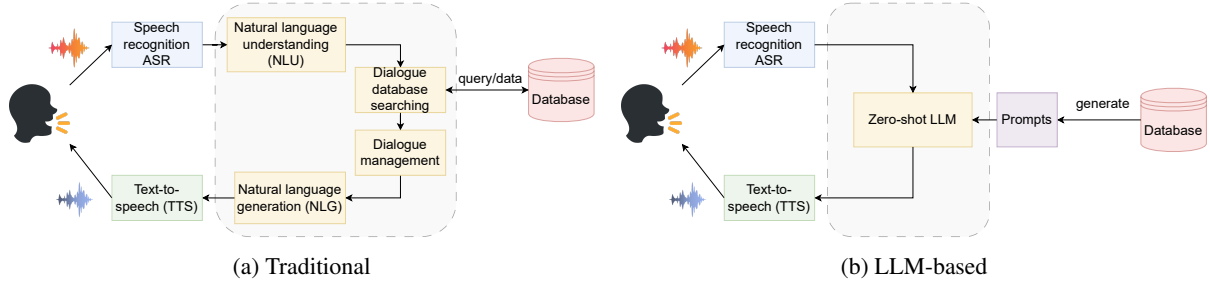 Speech
recognition
ASR
Natural language
understanding
(NLU)
Dialogue
database
searching
query/data
Database
Dialogue
management
Natural language
generation (NLG)
Text-to-
speech (TTS)
(a) Traditional
Speech
recognition
ASR
Zero-shot LLM
Prompts
generate
Database
Text-to-
speech (TTS)
(b) LLM-based